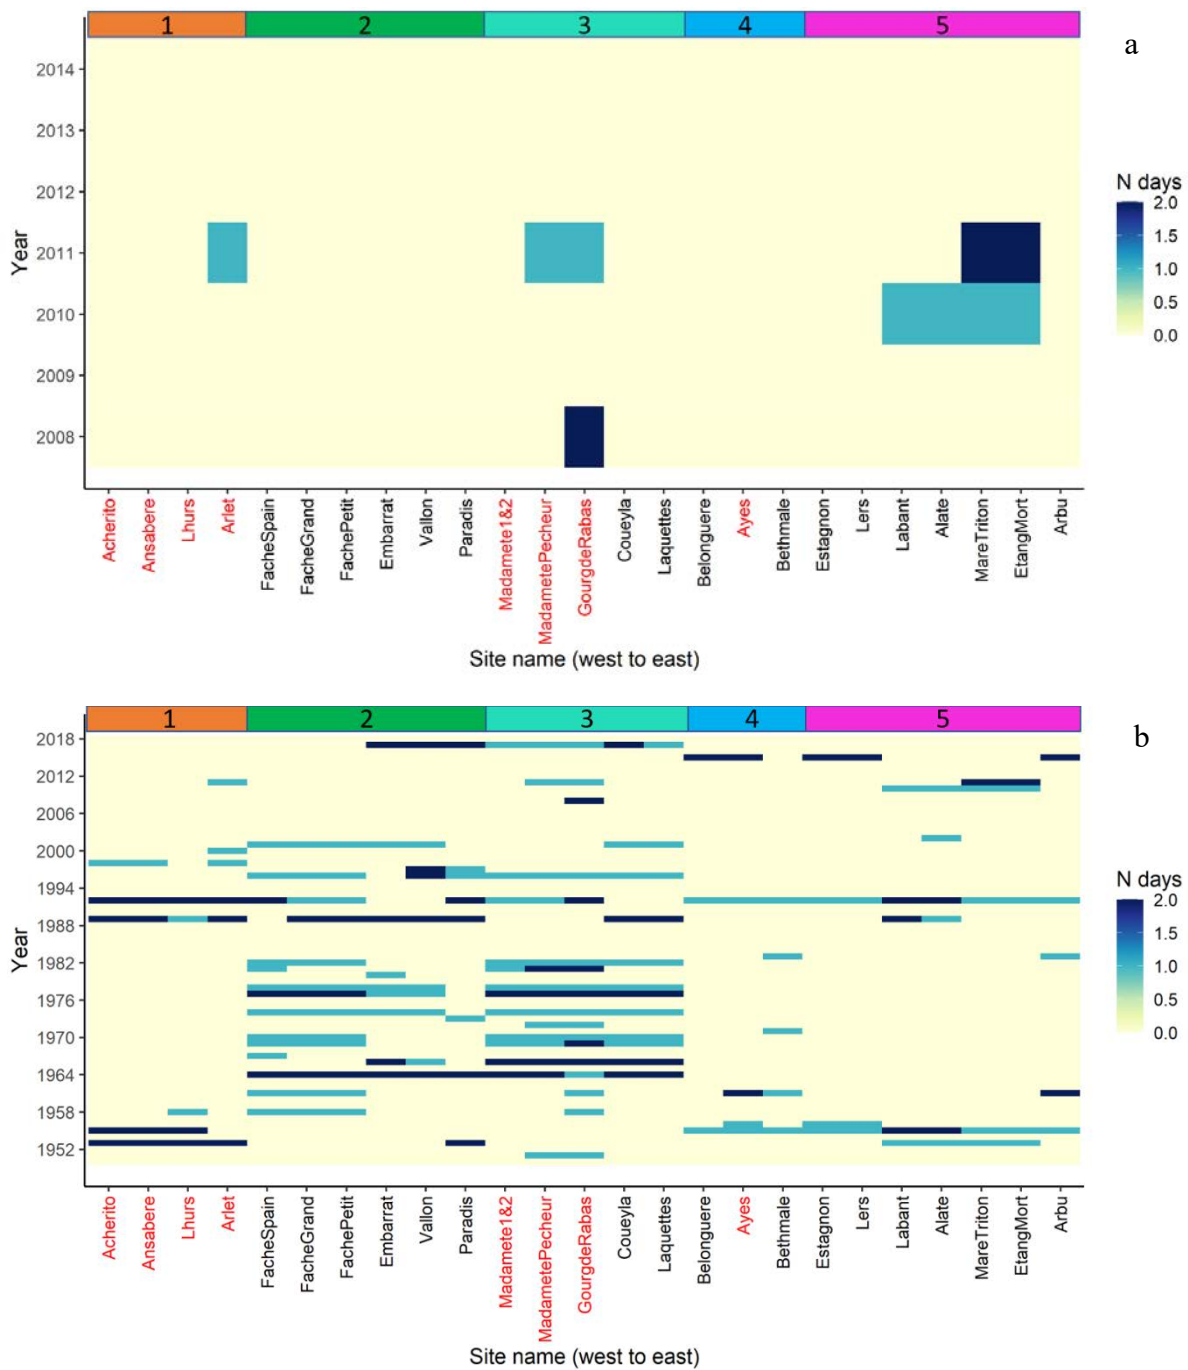 1 2 3 4 5
a
2014
2013
2012
2011
2010
2009
2008
Year
N days
2.0
1.5
1.0
0.5
0.0
Acherito
Ansabere
Lhurs
Arlet
FacheSpain
FacheGrand
FachePetit
Embarrat
Vallon
Paradis
Madamete1&2
MadametePecheur
GourgdeRabas
Coueyla
Laquettes
Belonguere
Ayes
Bethmale
Estagnon
Lers
Labant
Alate
MareTriton
EtangMort
Arbu
Site name (west to east)
1 2 3 4 5
b
2018
2012
2006
2000
1994
1988
1982
1976
1970
1964
1958
1952
Year
N days
2.0
1.5
1.0
0.5
0.0
Acherito
Ansabere
Lhurs
Arlet
FacheSpain
FacheGrand
FachePetit
Embarrat
Vallon
Paradis
Madamete1&2
MadametePecheur
GourgdeRabas
Coueyla
Laquettes
Belonguere
Ayes
Bethmale
Estagnon
Lers
Labant
Alate
MareTriton
EtangMort
Arbu
Site name (west to east)